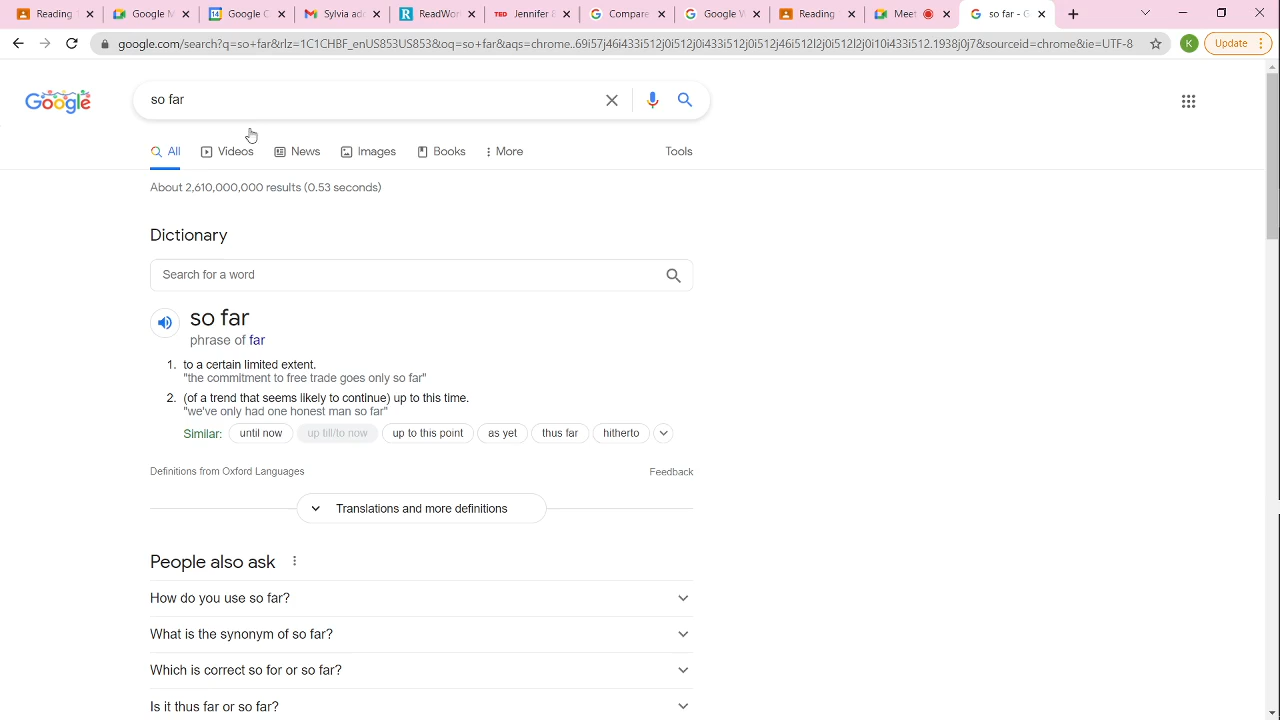 Reading T
Google M
14 Google C
Sylvia s
R ReadWo
TED Jennifer
Compare
Google W
Reading
Meet
so far - G
google.com/search?q=so+far&rlz=1C1CHBF_enUS853US853&oq=so+far&aqs=chrome..69i57j46i433i512j0i512j0i433i512j0i512j46i512l2j0i512l2j0i10i433i512.1938j0j7&sourceid=chrome&ie=UTF-8
K
Update
Google
so far
All
Videos
News
Images
Books
More
Tools
About 2,610,000,000 results (0.53 seconds)
Dictionary
Search for a word
so far
phrase of far
1. to a certain limited extent.
"the commitment to free trade goes only so far"
2. (of a trend that seems likely to continue) up to this time.
"we've only had one honest man so far"
Similar: until now up till/to now up to this point as yet thus far hitherto
Definitions from Oxford Languages
Feedback
Translations and more definitions
People also ask
How do you use so far?
What is the synonym of so far?
Which is correct so for or so far?
Is it thus far or so far?